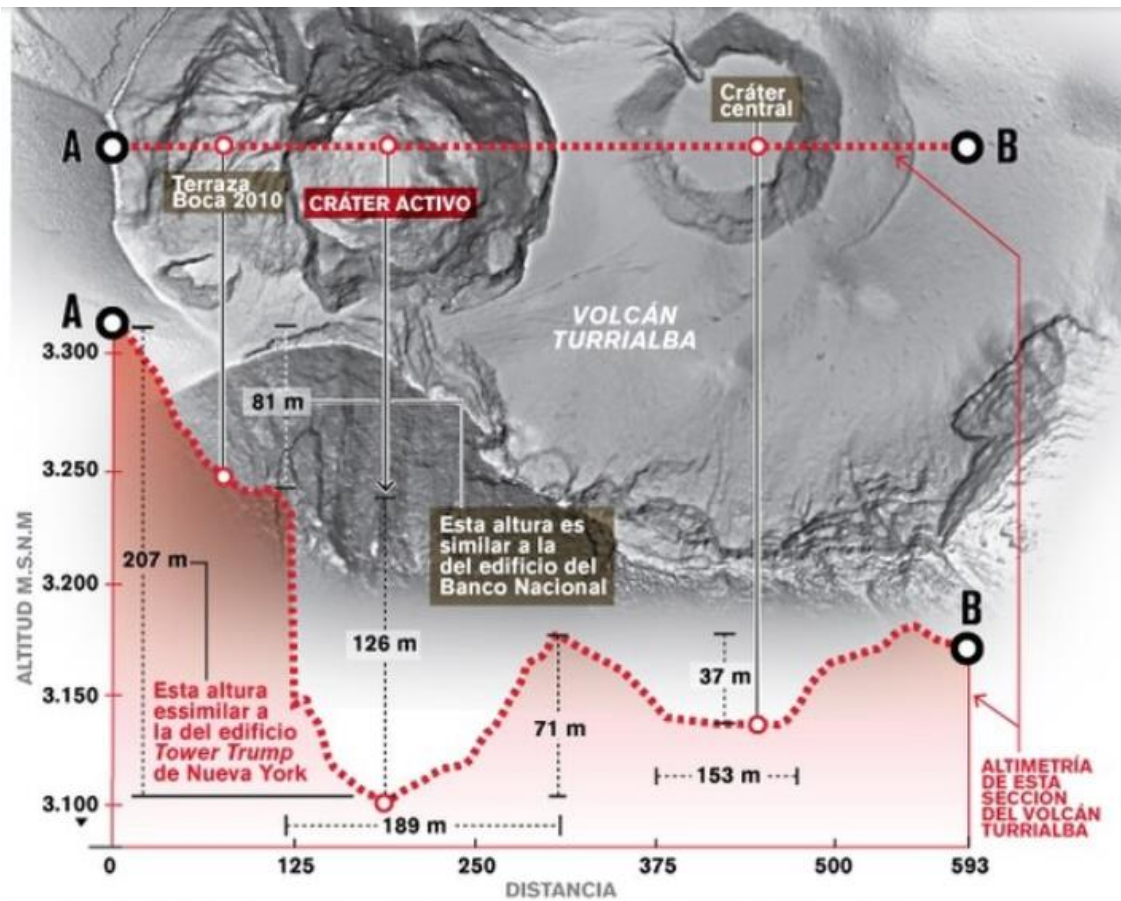 Cráter
central
A
B
Terraza
Boca 2010
CRÁTER ACTIVO
VOLCÁN
TURRIALBA
A
3.300
81 m
3.250
Esta altura es
similar a la
del edificio del
Banco Nacional
207 m
3.200
ALTITUD M.S.N.M
B
126 m
37 m
3.150
Esta altura
essimilar a
la del edificio
Tower Trump
de Nueva York
71 m
153 m
ALTIMETRÍA
DE ESTA
SECCIÓN
DEL VOLCÁN
TURRIALBA
3.100
189 m
0
125
250
375
500
593
DISTANCIA